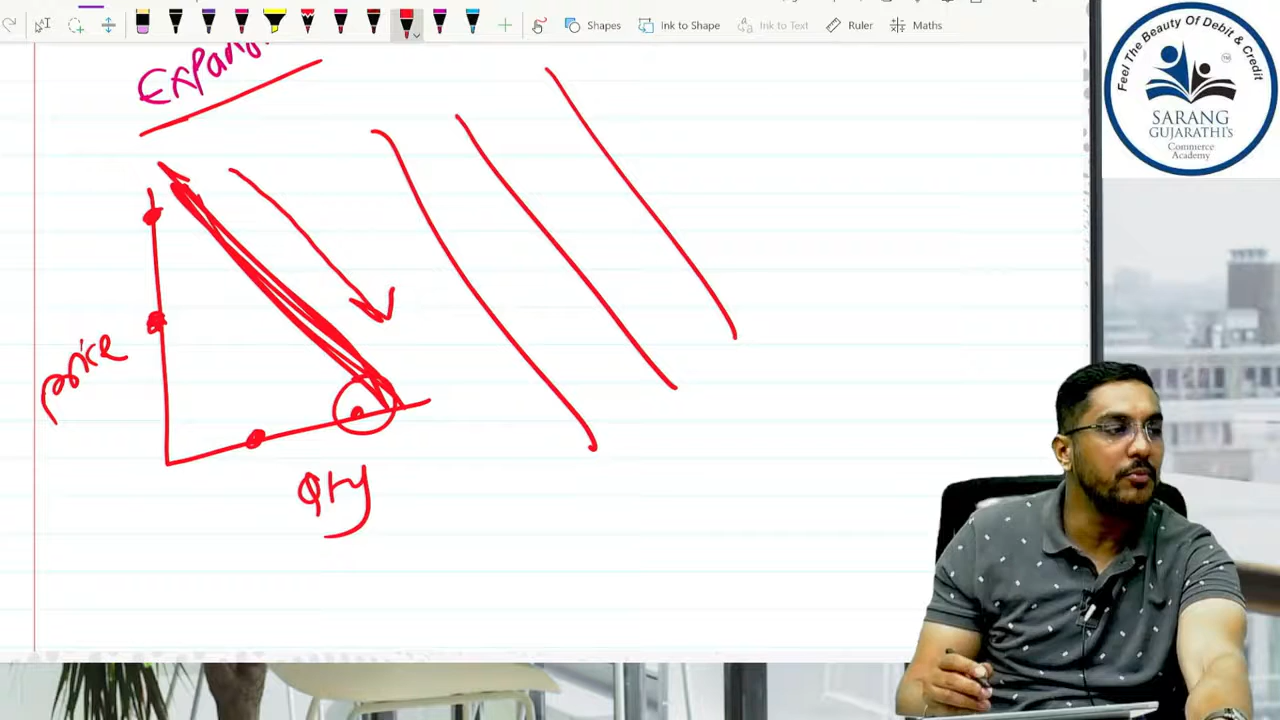 Shapes Ink to Shape Ink to Text Ruler Maths
Feel The Beauty Of Debit & Credit
TM
SARANG
GUJARATHI'S
Commerce
Academy
price
Qty